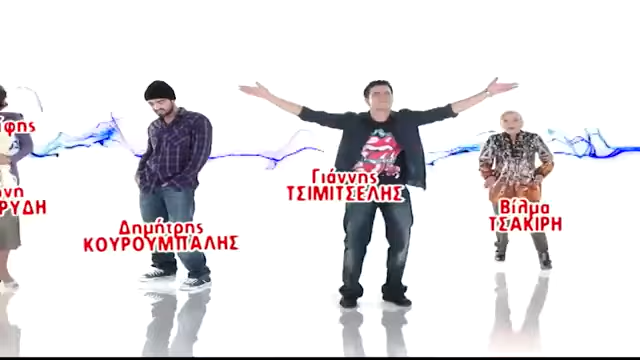 Δημήτρης
ΚΟΥΡΟΥΜΠΑΛΗΣ
Γιάννης
ΤΣΙΜΙΤΣΕΛΗΣ
Βίλμα
ΤΣΑΚΙΡΗ